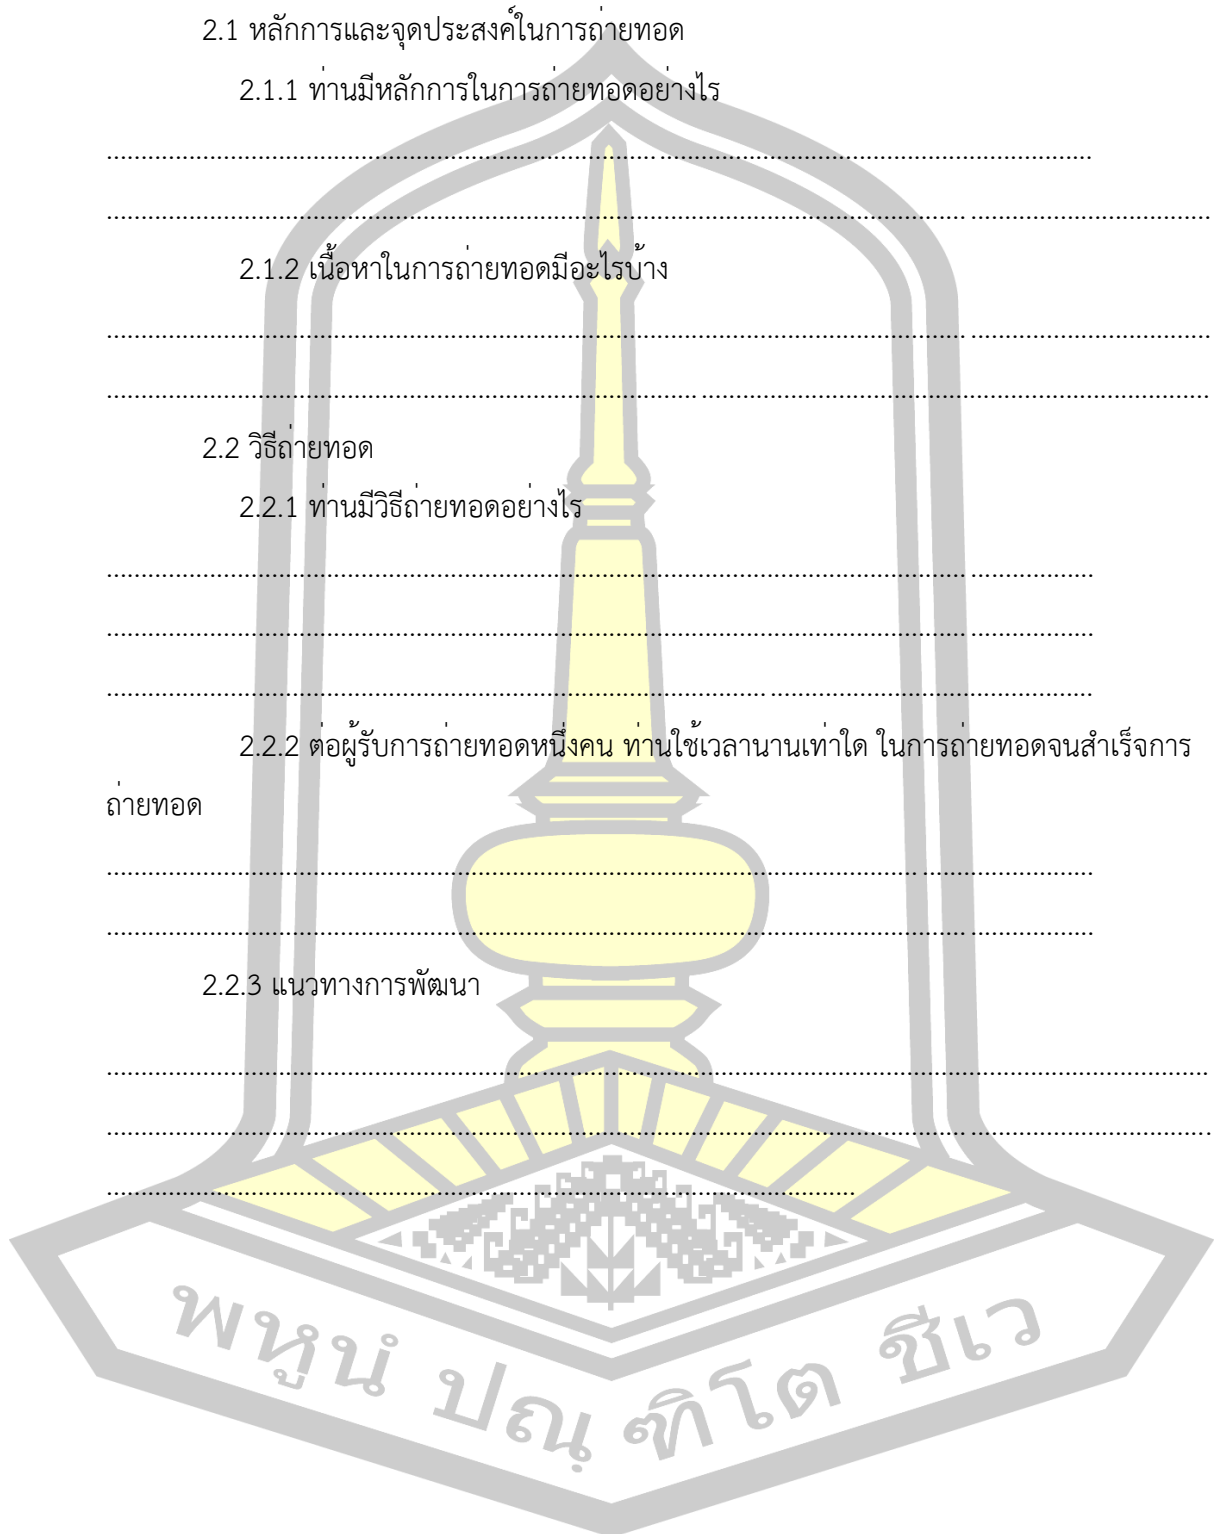 2.1 หลักการและจุดประสงค์ในการถ่ายทอด
2.1.1 ท่านมีหลักการในการถ่ายทอดอย่างไร
................................................................................................................................................
................................................................................................................................................................
2.1.2 เนื้อหาในการถ่ายทอดมีอะไรบ้าง
................................................................................................................................................................
................................................................................................................................................................
2.2 วิธีถ่ายทอด
2.2.1 ท่านมีวิธีถ่ายทอดอย่างไร
................................................................................................................................................
................................................................................................................................................
................................................................................................................................................
2.2.2 ต่อผู้รับการถ่ายทอดหนึ่งคน ท่านใช้เวลานานเท่าใด ในการถ่ายทอดจนสำเร็จการ
ถ่ายทอด
................................................................................................................................................
................................................................................................................................................
2.2.3 แนวทางการพัฒนา
................................................................................................................................................................
................................................................................................................................................................
.............................................................................................................
พหูนํ ปณฺฑิโต ชีเว